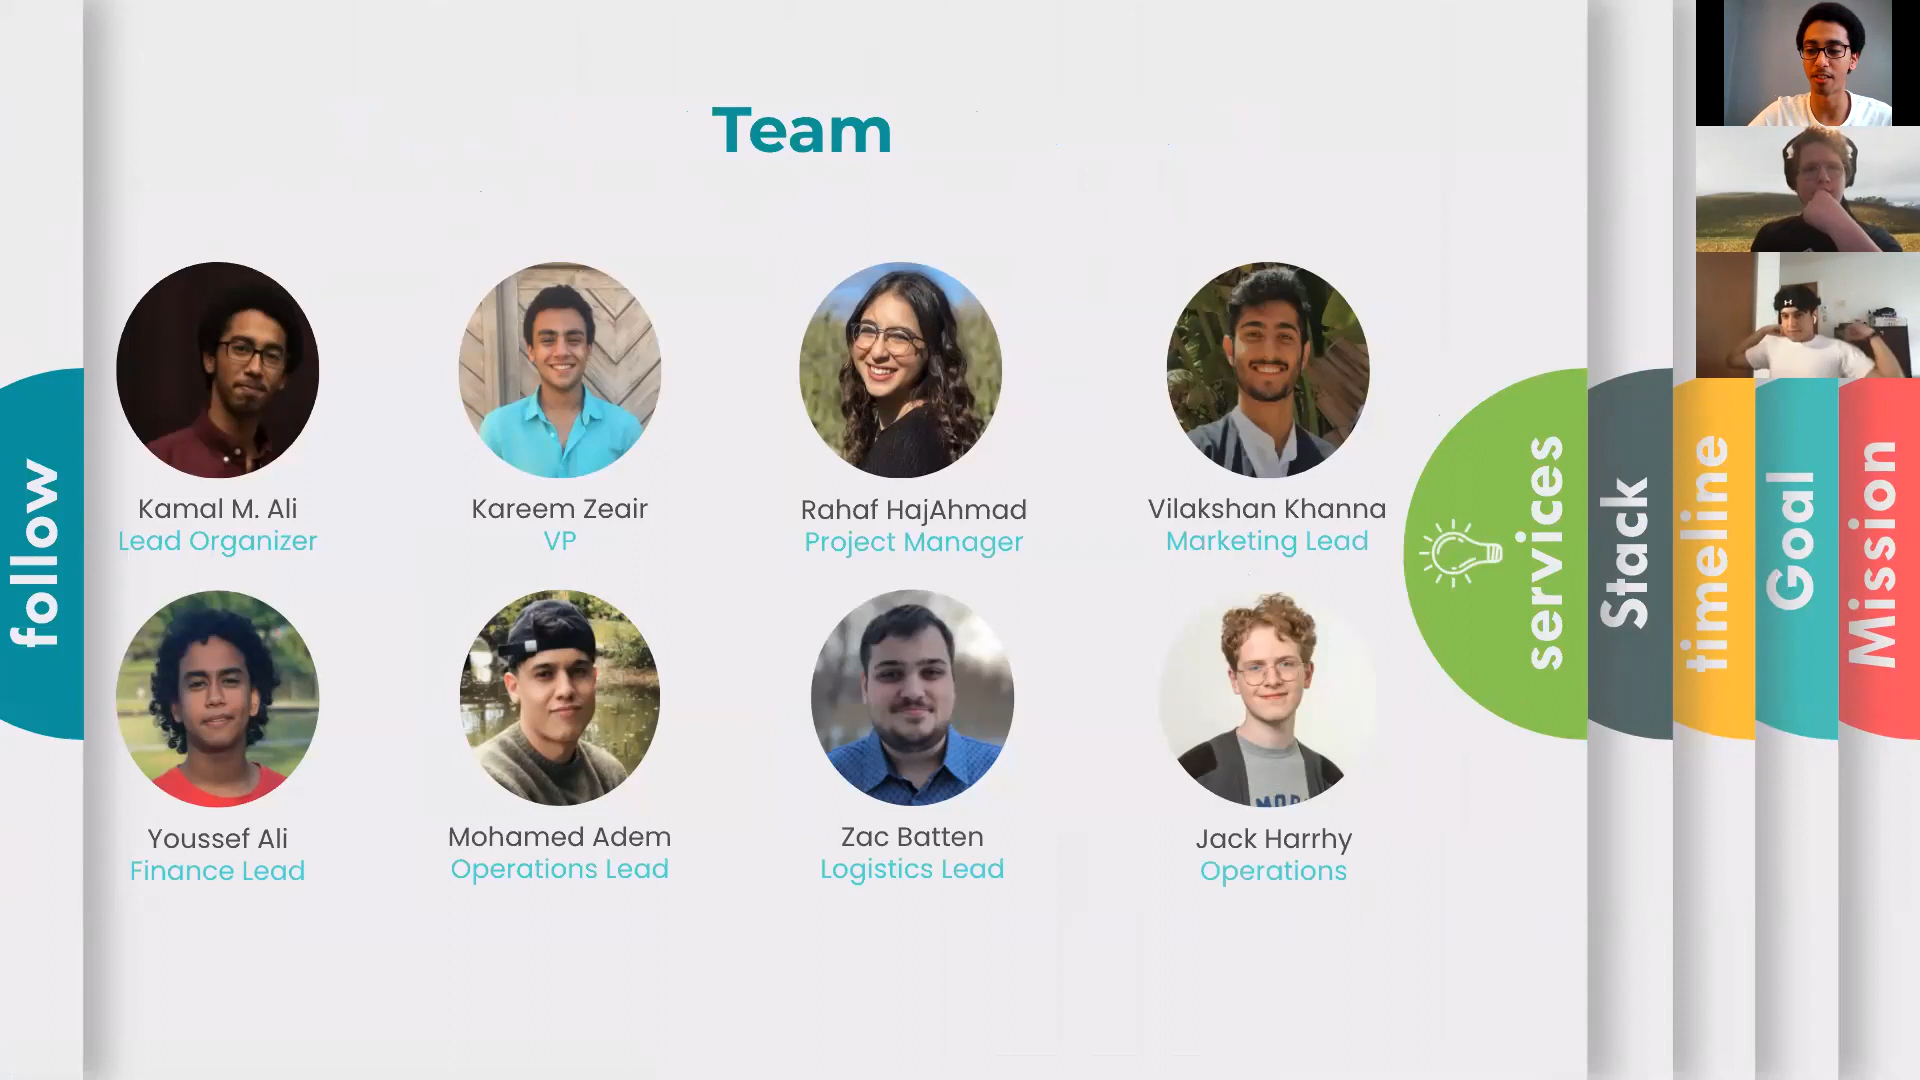 Team
follow
Kamal M. Ali
Lead Organizer
Kareem Zeair
VP
Rahaf HajAhmad
Project Manager
Vilakshan Khanna
Marketing Lead
Youssef Ali
Finance Lead
Mohamed Adem
Operations Lead
Zac Batten
Logistics Lead
Jack Harrhy
Operations
services
Stack
timeline
Goal
Mission